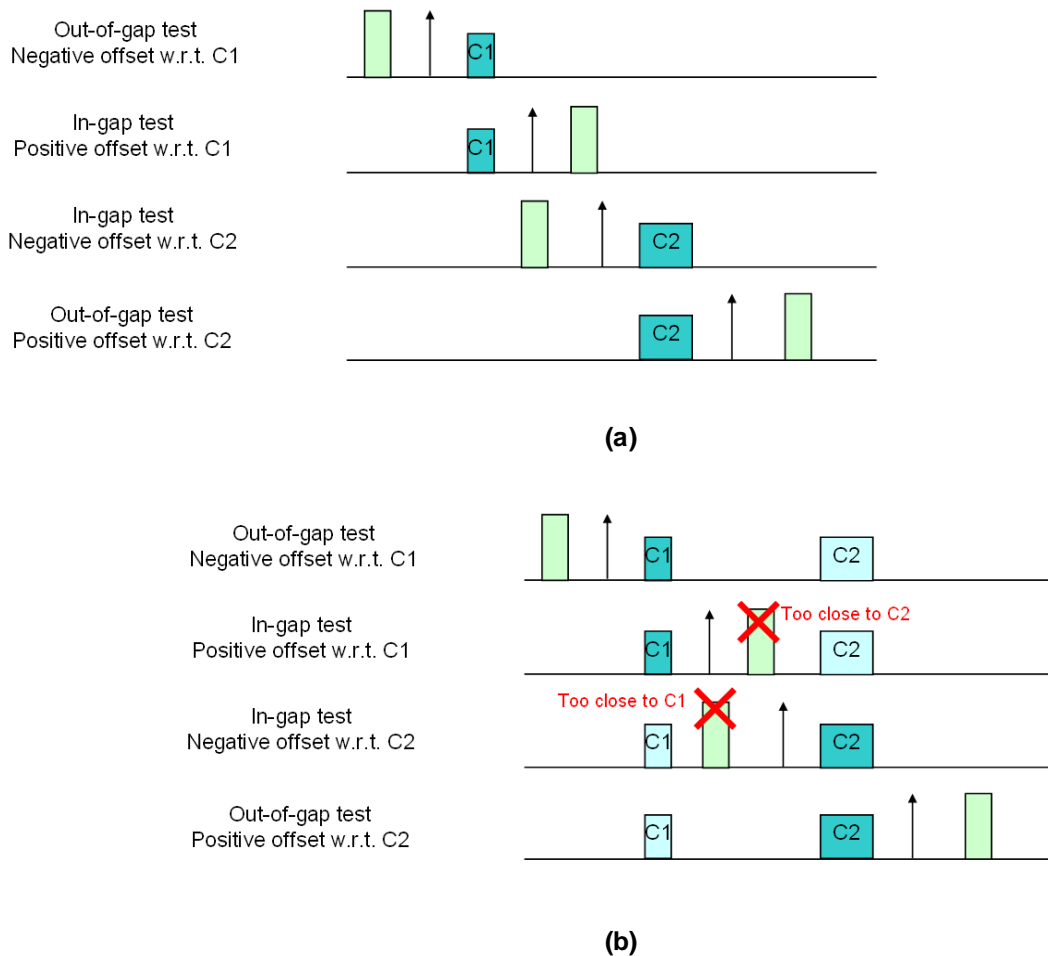 Out-of-gap test
Negative offset w.r.t. C1
C1
In-gap test
Positive offset w.r.t. C1
C1
In-gap test
Negative offset w.r.t. C2
C2
Out-of-gap test
Positive offset w.r.t. C2
C2
(a)
Out-of-gap test
Negative offset w.r.t. C1
C1
C2
In-gap test
Positive offset w.r.t. C1
C1
Too close to C2
C2
In-gap test
Negative offset w.r.t. C2
Too close to C1
C1
C2
Out-of-gap test
Positive offset w.r.t. C2
C1
C2
(b)